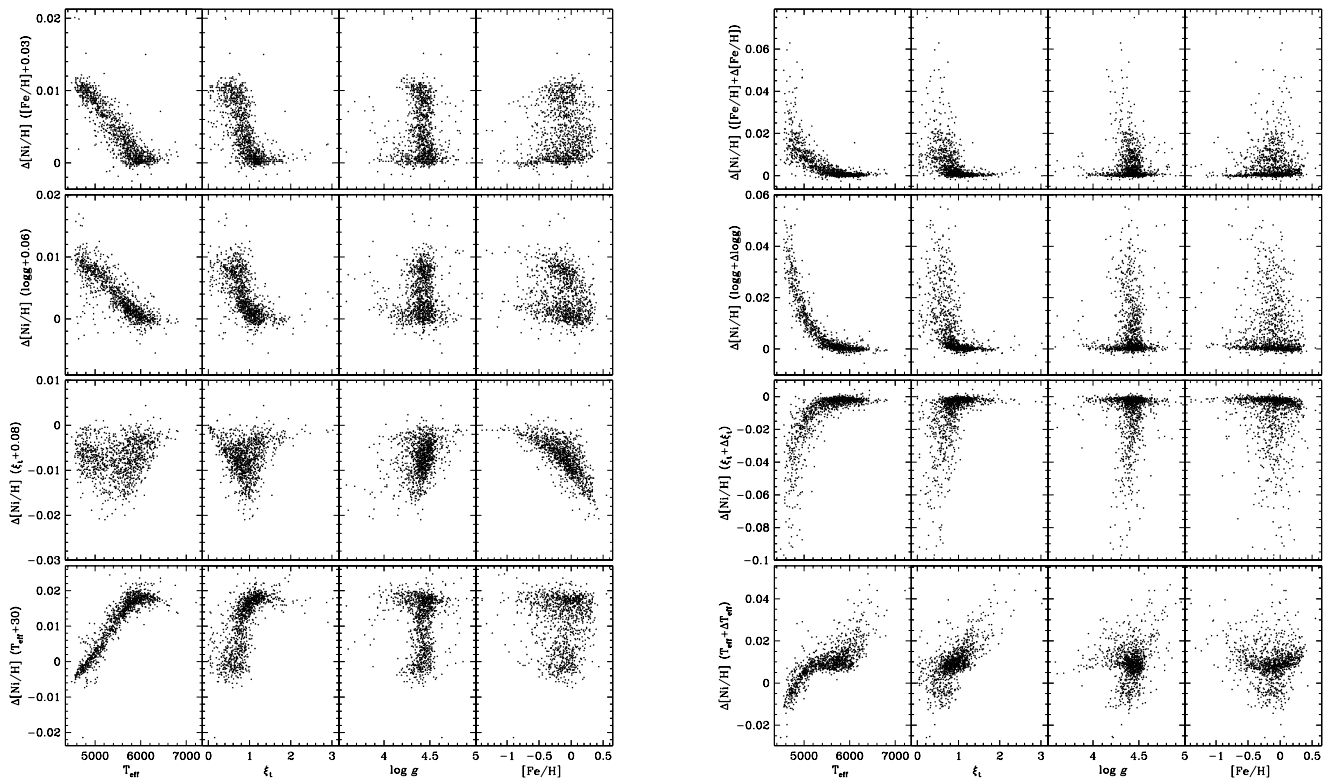 Δ[Ni/H] ([Fe/H]+0.03)
0.02
0.01
0
Δ[Ni/H] (logg+0.06)
0.02
0.01
0
Δ[Ni/H] (ξt+0.08)
0.01
0
−0.01
−0.02
−0.03
Δ[Ni/H] (Teff+30)
0.02
0.01
0
−0.01
−0.02
5000 6000 7000 0 1 2 3 4 4.5 5 −1 −0.5 0 0.5
Teff ξt log g [Fe/H]
Δ[Ni/H] ([Fe/H]+Δ[Fe/H])
0.06
0.04
0.02
0
Δ[Ni/H] (logg+Δlogg)
0.06
0.04
0.02
0
Δ[Ni/H] (ξt+Δξt)
0
−0.02
−0.04
−0.06
−0.08
−0.1
Δ[Ni/H] (Teff+ΔTeff)
0.04
0.02
0
−0.02
5000 6000 7000 0 1 2 3 4 4.5 5 −1 −0.5 0 0.5
Teff ξt log g [Fe/H]